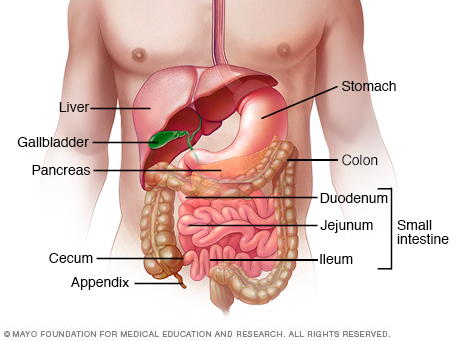 Liver
Gallbladder
Pancreas
Cecum
Appendix
Stomach
Colon
Duodenum
Jejunum
Ileum
Small
intestine
© MAYO FOUNDATION FOR MEDICAL EDUCATION AND RESEARCH. ALL RIGHTS RESERVED.